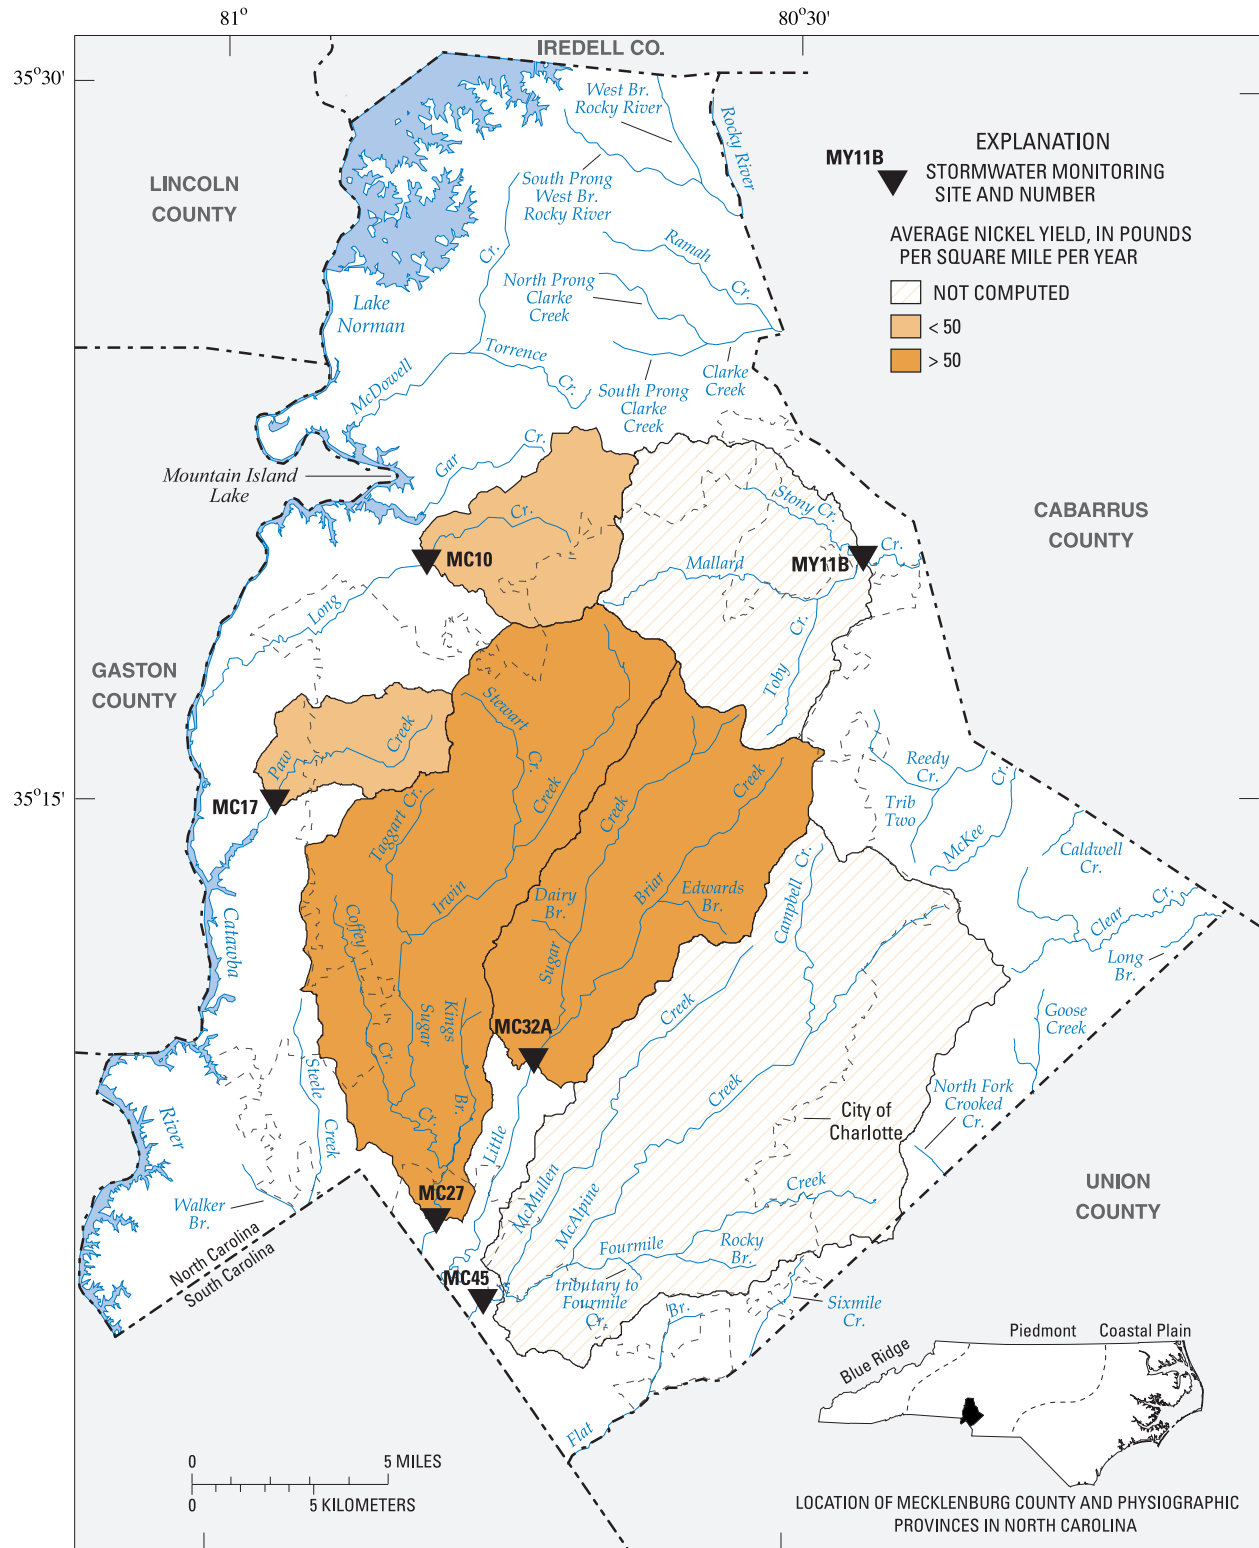 81º
80º30'
IREDELL CO.
35º30'
West Br.
Rocky River
Rocky River
EXPLANATION
MY11B
STORMWATER MONITORING
SITE AND NUMBER
LINCOLN
COUNTY
South Prong
West Br.
Rocky River
AVERAGE NICKEL YIELD, IN POUNDS
PER SQUARE MILE PER YEAR
NOT COMPUTED
< 50
> 50
Ramah
Cr.
Cr.
North Prong
Clarke
Creek
Lake
Norman
Torrence
Cr.
McDowell
Clarke
Creek
South Prong
Clarke
Creek
Gar
Cr.
Mountain Island
Lake
Cr.
Stony Cr.
CABARRUS
COUNTY
MC10
Mallard
MY11B
Cr.
Long
Cr.
Toby
GASTON
COUNTY
Stewart
Cr.
Creek
Paw
Creek
Reedy
Cr.
35º15'
MC17
Creek
Creek
Trib
Two
Cr.
McKee
Taggart Cr.
Caldwell
Cr.
Irwin
Dairy
Br.
Briar
Edwards
Br.
Campbell
Cr.
Clear
Cr.
Coffey
Cr.
Sugar
Catawba
Long
Br.
Creek
Goose
Creek
Kings
Br.
Sugar
Cr.
MC32A
Steele
Creek
Creek
North Fork
Crooked
Cr.
City of
Charlotte
River
Little
MC27
McMullen
McAlpine
Creek
UNION
COUNTY
Walker
Br.
North Carolina
South Carolina
Fourmile
Rocky
Br.
MC45
tributary to
Fourmile
Cr.
Br.
Sixmile
Cr.
Flat
Piedmont
Coastal Plain
Blue Ridge
0
5 MILES
0
5 KILOMETERS
LOCATION OF MECKLENBURG COUNTY AND PHYSIOGRAPHIC
PROVINCES IN NORTH CAROLINA